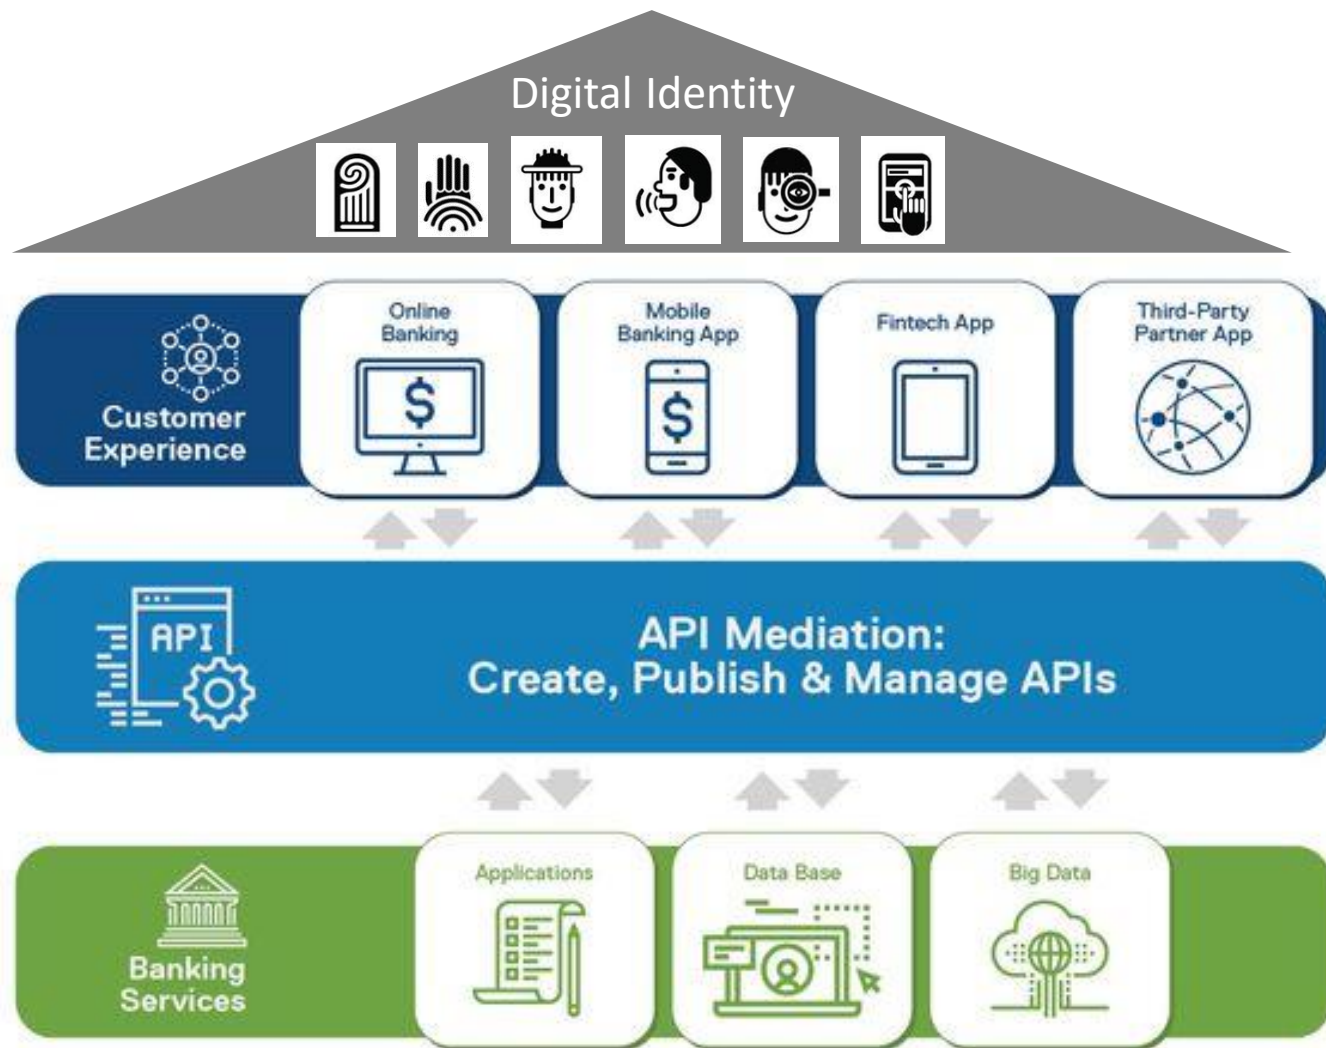 Digital Identity
Customer
Experience
Online
Banking
Mobile
Banking App
Fintech App
Third-Party
Partner App
API
API Mediation:
Create, Publish & Manage APIs
Banking
Services
Applications
Data Base
Big Data